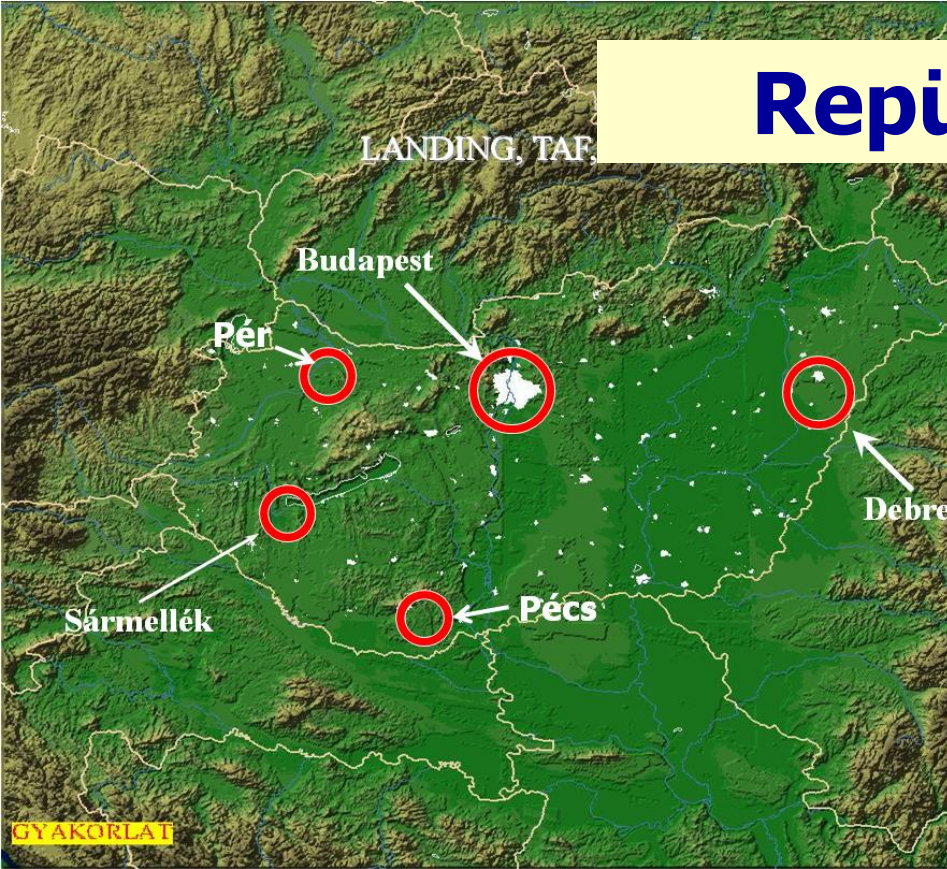 Repü
LANDING, TAF,
Budapest
Pér
Debre
Pécs
Sármellék
GYAKORLAT